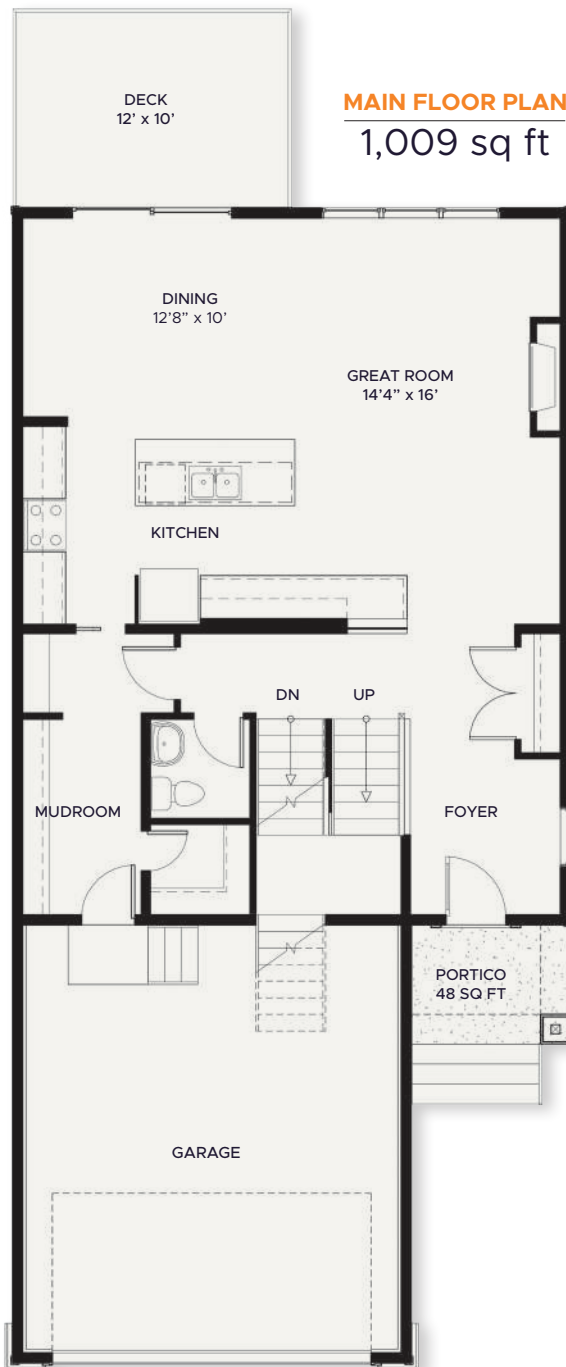 DECK
12' x 10'
MAIN FLOOR PLAN
1,009 sq ft
DINING
12'8” x 10’
GREAT ROOM
14’4” x 16’
KITCHEN
DN
UP
MUDROOM
FOYER
PORTICO
48 SQ FT
GARAGE